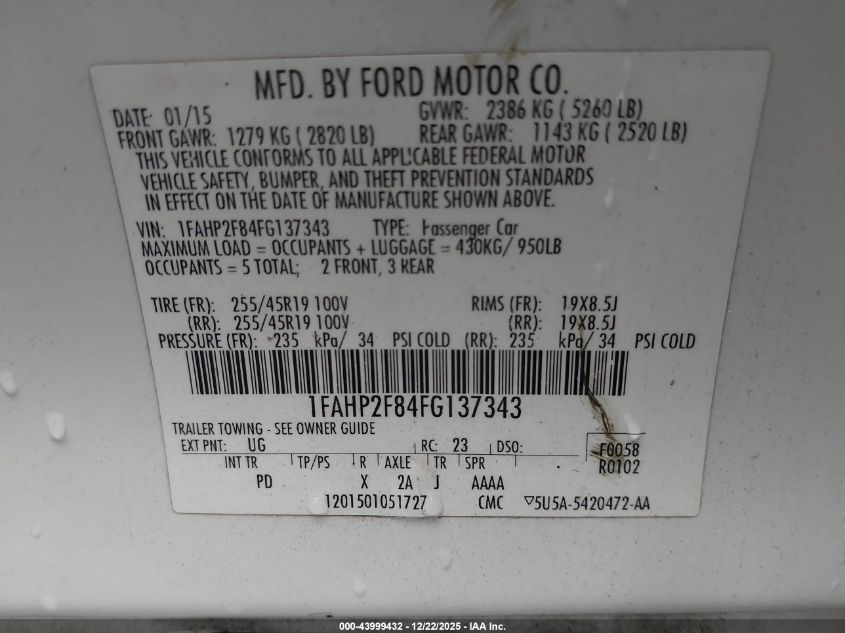 MFD. BY FORD MOTOR CO.
DATE: 01/15 GVWR: 2386 KG ( 5260 LB)
FRONT GAWR: 1279 KG ( 2820 LB) REAR GAWR: 1143 KG ( 2520 LB)
THIS VEHICLE CONFORMS TO ALL APPLICABLE FEDERAL MOTOR
VEHICLE SAFETY, BUMPER, AND THEFT PREVENTION STANDARDS
IN EFFECT ON THE DATE OF MANUFACTURE SHOWN ABOVE.
VIN: 1FAHP2F84FG137343 TYPE: Passenger Car
MAXIMUM LOAD = OCCUPANTS + LUGGAGE = 430KG/ 950LB
OCCUPANTS = 5 TOTAL; 2 FRONT, 3 REAR
TIRE (FR): 255/45R19 100V RIMS (FR): 19X8.5J
(RR): 255/45R19 100V (RR): 19X8.5J
PRESSURE (FR): 235 kPa/ 34 PSI COLD (RR): 235 kPa/ 34 PSI COLD
1FAHP2F84FG137343
TRAILER TOWING - SEE OWNER GUIDE
EXT PNT: UG RC: 23 DSO: F0058
R0102
INT TR TP/PS R AXLE TR SPR
PD X 2A J AAAA
1201501051727 CMC ▽5U5A-5420472-AA
000-43999432 - 12/22/2025 - IAA Inc.